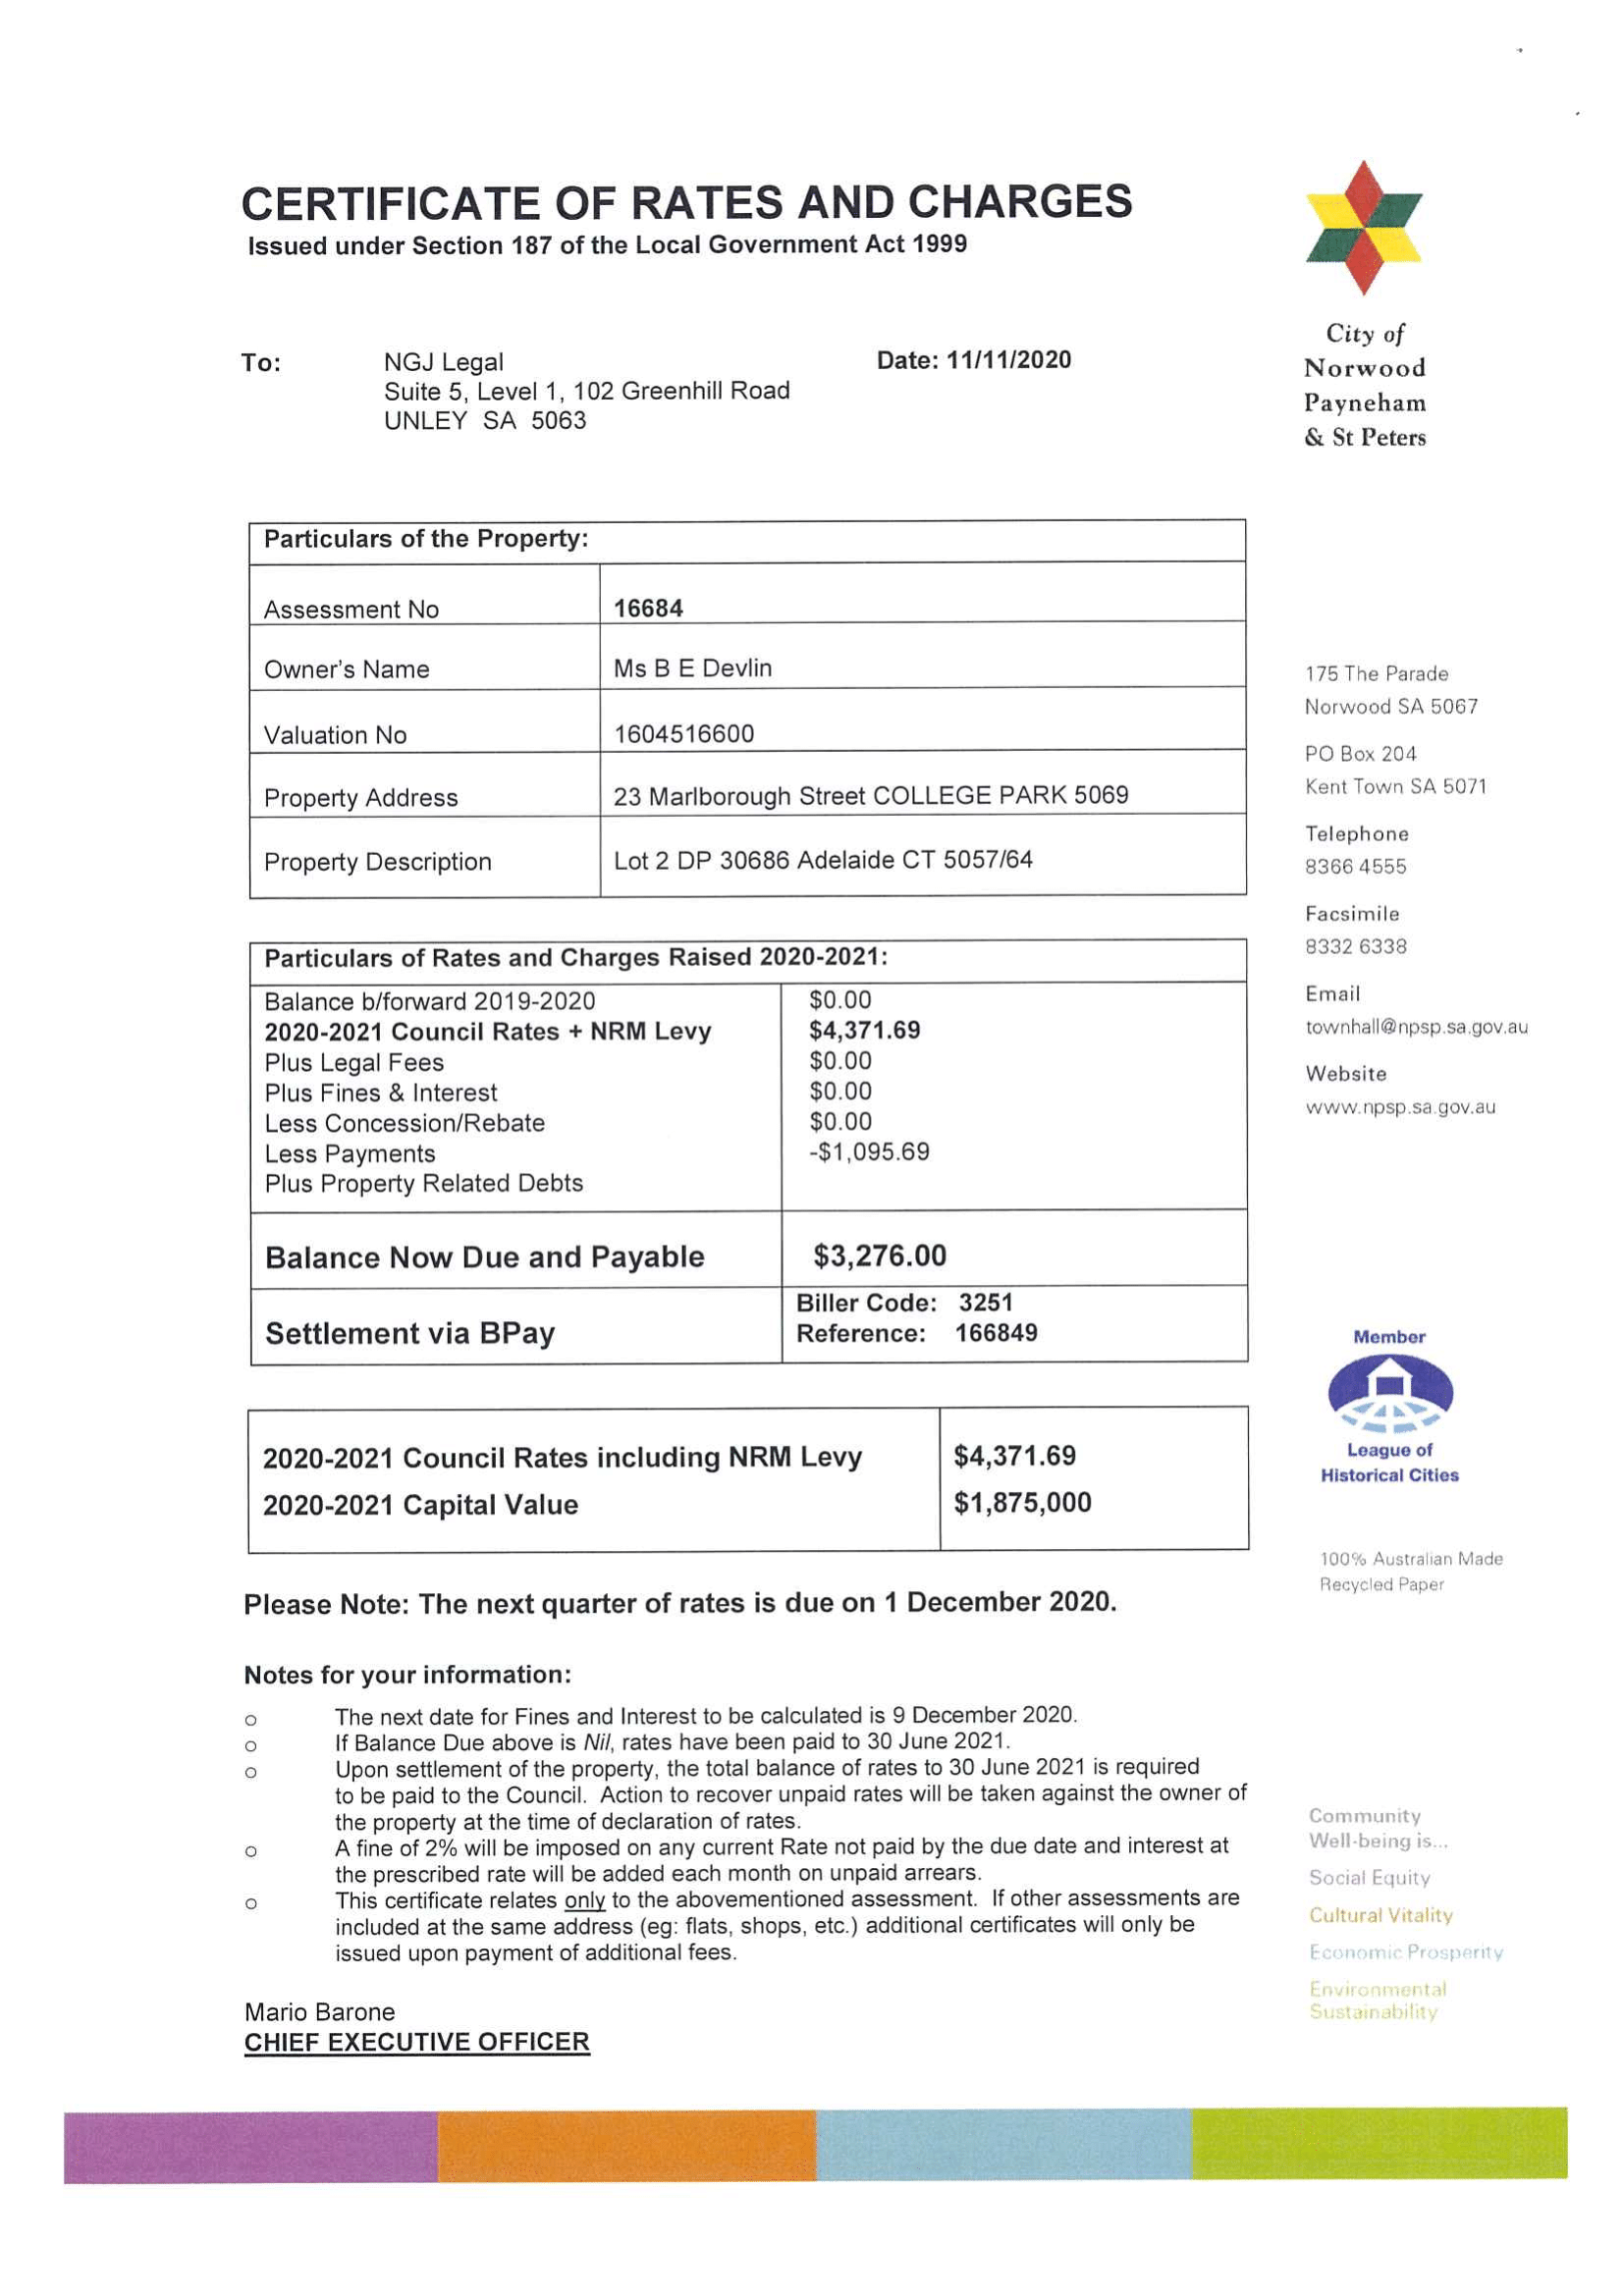 CERTIFICATE OF RATES AND CHARGES
Issued under Section 187 of the Local Government Act 1999
City of
Norwood
Payneham
& St Peters
To: NGJ Legal Date: 11/11/2020
Suite 5, Level 1, 102 Greenhill Road
UNLEY SA 5063
Particulars of the Property:
Assessment No 16684
Owner's Name Ms B E Devlin
Valuation No 1604516600
Property Address 23 Marlborough Street COLLEGE PARK 5069
Property Description Lot 2 DP 30686 Adelaide CT 5057/64
175 The Parade
Norwood SA 5067
PO Box 204
Kent Town SA 5071
Telephone
8366 4555
Facsimile
8332 6338
Email
townhall@npsp.sa.gov.au
Website
www.npsp.sa.gov.au
Particulars of Rates and Charges Raised 2020-2021:
Balance b/forward 2019-2020 $0.00
2020-2021 Council Rates + NRM Levy $4,371.69
Plus Legal Fees $0.00
Plus Fines & Interest $0.00
Less Concession/Rebate $0.00
Less Payments -$1,095.69
Plus Property Related Debts
Balance Now Due and Payable $3,276.00
Settlement via BPay
Biller Code: 3251
Reference: 166849
Member
League of
Historical Cities
2020-2021 Council Rates including NRM Levy $4,371.69
2020-2021 Capital Value $1,875,000
100% Australian Made
Recycled Paper
Please Note: The next quarter of rates is due on 1 December 2020.
Notes for your information:
o The next date for Fines and Interest to be calculated is 9 December 2020.
o If Balance Due above is Nil, rates have been paid to 30 June 2021.
o Upon settlement of the property, the total balance of rates to 30 June 2021 is required
to be paid to the Council. Action to recover unpaid rates will be taken against the owner of
the property at the time of declaration of rates.
o A fine of 2% will be imposed on any current Rate not paid by the due date and interest at
the prescribed rate will be added each month on unpaid arrears.
o This certificate relates only to the abovementioned assessment. If other assessments are
included at the same address (eg: flats, shops, etc.) additional certificates will only be
issued upon payment of additional fees.
Community
Well-being is...
Social Equity
Cultural Vitality
Economic Prosperity
Environmental
Sustainability
Mario Barone
CHIEF EXECUTIVE OFFICER